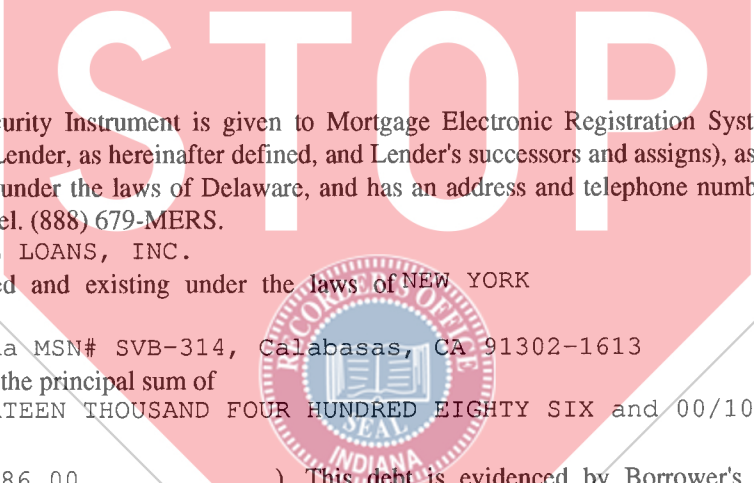 STOP
curity Instrument is given to Mortgage Electronic Registration Syst
Lender, as hereinafter defined, and Lender's successors and assigns), as
under the laws of Delaware, and has an address and telephone numb
el. (888) 679-MERS.
LOANS, INC.
ed and existing under the laws of NEW YORK
a MSN# SVB-314, Calabasas, CA 91302-1613
the principal sum of
TEEN THOUSAND FOUR HUNDRED EIGHTY SIX and 00/10
86.00 ). This debt is evidenced by Borrower's
RECORDER'S OFFICE
SEAL
INDIANA